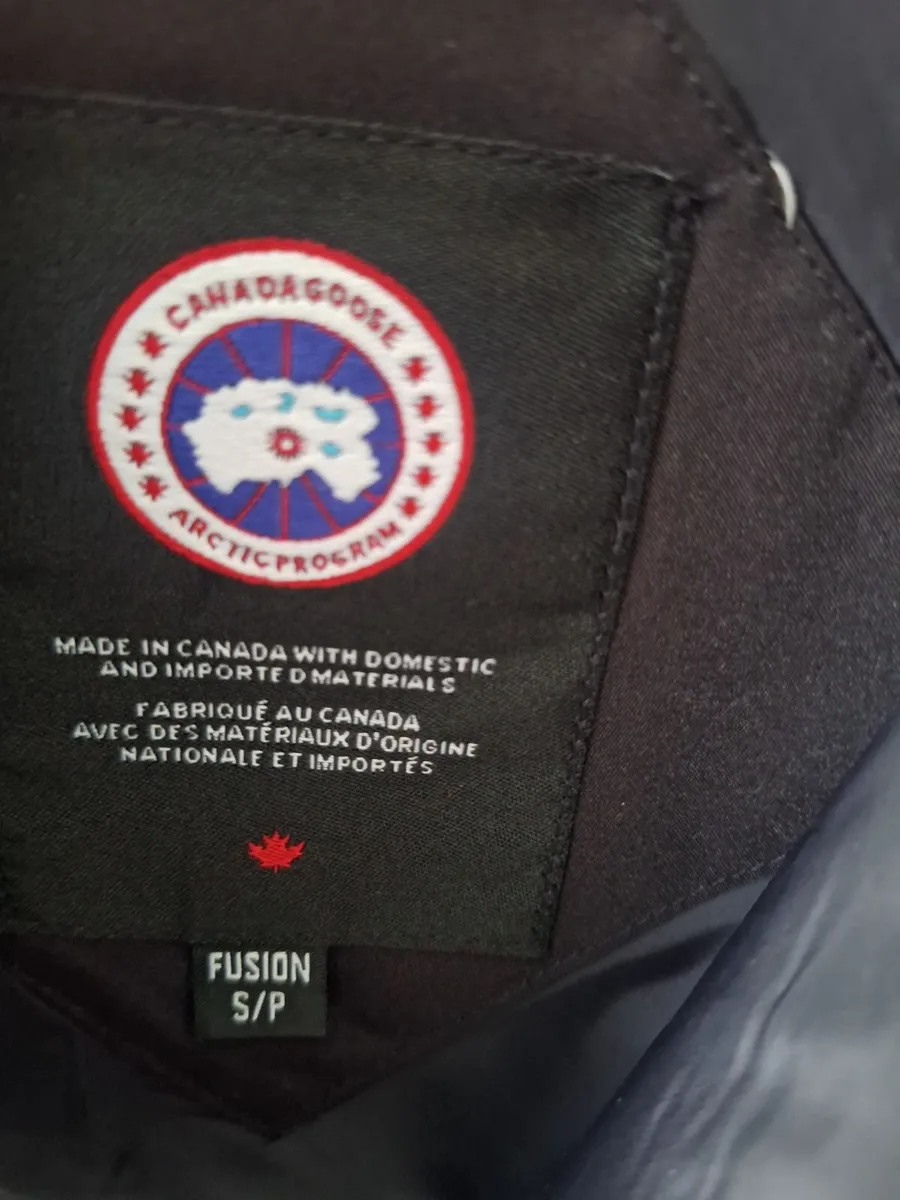 CANADA GOOSE
ARCTIC PROGRAM
MADE IN CANADA WITH DOMESTIC
AND IMPORTED MATERIALS
FABRIQUÉ AU CANADA
AVEC DES MATÉRIAUX D'ORIGINE
NATIONALE ET IMPORTÉS
FUSION
S/P